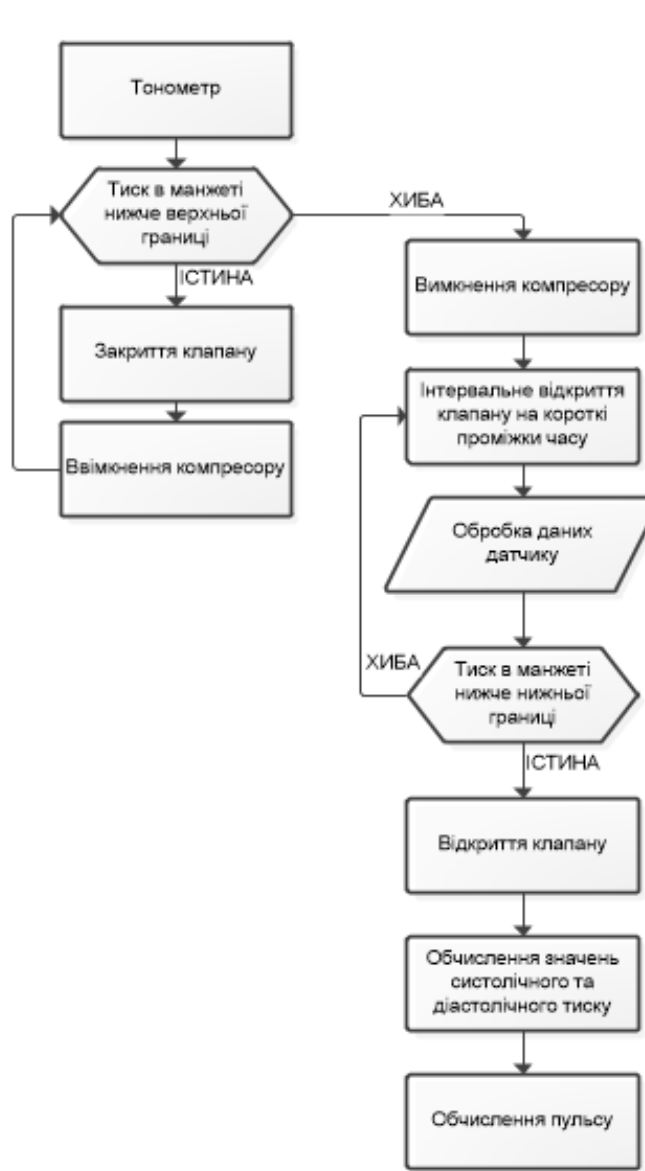 Тонометр
Тиск в манжеті
нижче верхньої
границі
ХИБА
ІСТИНА
Закриття клапану
Ввімкнення компресору
Вимкнення компресору
Інтервальне відкриття
клапану на короткі
проміжки часу
Обробка даних
датчику
ХИБА
Тиск в манжеті
нижче нижньої
границі
ІСТИНА
Відкриття клапану
Обчислення значень
систолічного та
діастолічного тиску
Обчислення пульсу